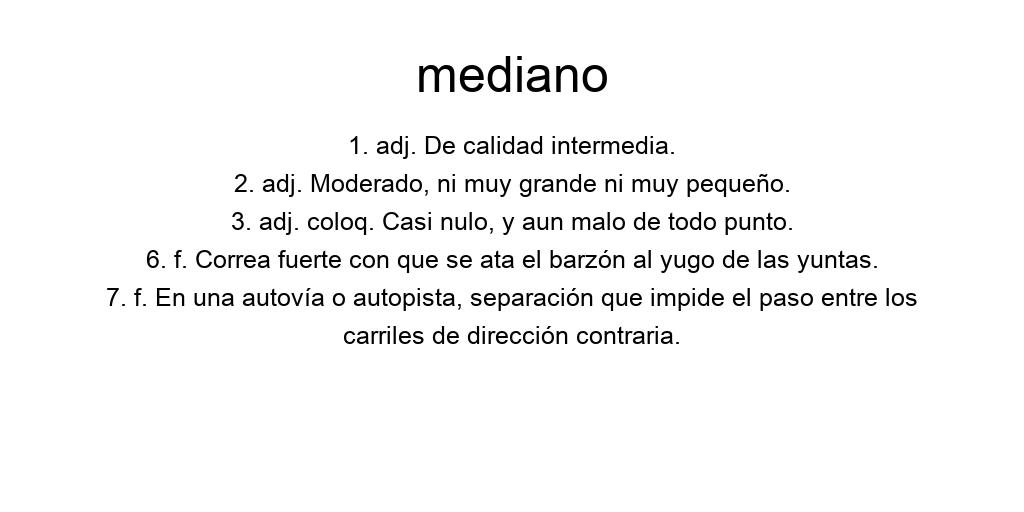 mediano
1. adj. De calidad intermedia.
2. adj. Moderado, ni muy grande ni muy pequeño.
3. adj. coloq. Casi nulo, y aun malo de todo punto.
6. f. Correa fuerte con que se ata el barzón al yugo de las yuntas.
7. f. En una autovía o autopista, separación que impide el paso entre los
carriles de dirección contraria.